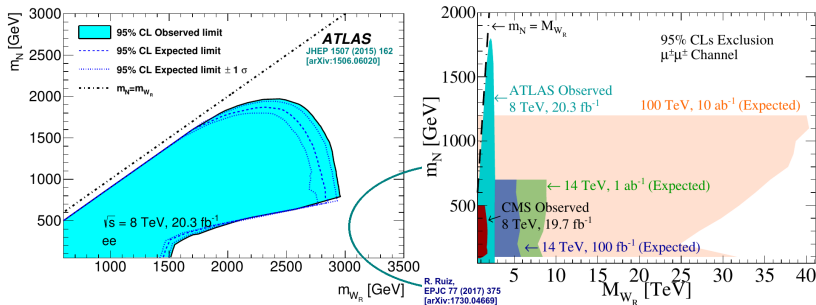 m_N [GeV]
3000
2500
2000
1500
1000
500
95% CL Observed limit
95% CL Expected limit
95% CL Expected limit ± 1 σ
m_N=m_{W_R}
ATLAS
JHEP 1507 (2015) 162
[arXiv:1506.06020]
√s = 8 TeV, 20.3 fb⁻¹
ee
1000 1500 2000 2500 3000 3500
m_{W_R} [GeV]
m_N [GeV]
2000
1500
1000
500
m_N = M_{W_R}
95% CLs Exclusion
μ±μ± Channel
ATLAS Observed
8 TeV, 20.3 fb⁻¹
100 TeV, 10 ab⁻¹ (Expected)
←14 TeV, 1 ab⁻¹ (Expected)
CMS Observed
8 TeV, 19.7 fb⁻¹
←14 TeV, 100 fb⁻¹ (Expected)
5 10 15 20 25 30 35 40
M_{W_R} [TeV]
R. Ruiz,
EPJC 77 (2017) 375
[arXiv:1730.04669]